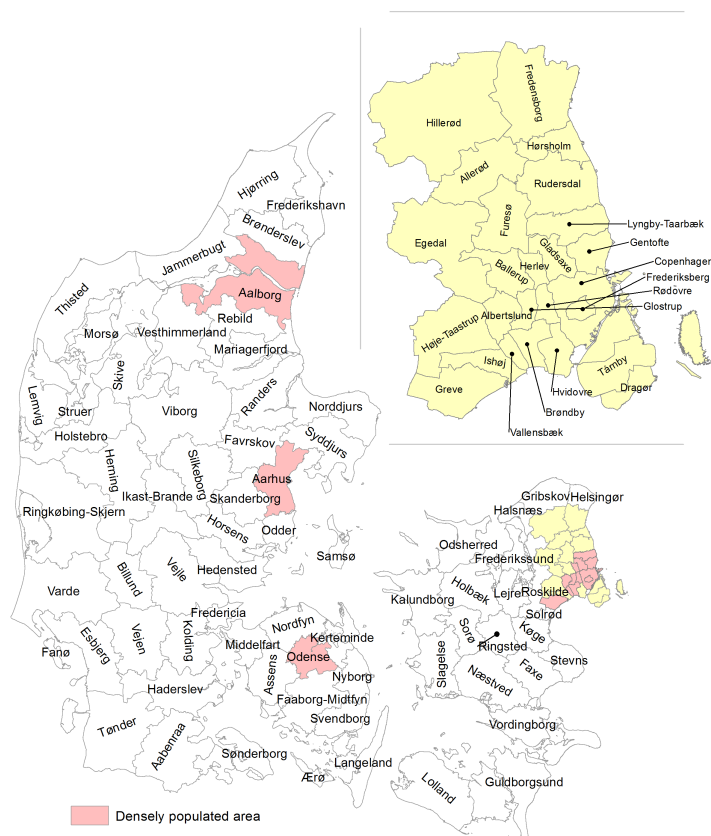 Hillerød
Fredensborg
Hørsholm
Allerød
Rudersdal
Furesø
Lyngby-Taarbæk
Egedal
Gladsaxe
Gentofte
Ballerup
Herlev
Copenhager
Frederiksberg
Rødovre
Albertslund
Glostrup
Høje-Taastrup
Ishøj
Greve
Tårnby
Dragør
Hvidovre
Brøndby
Vallensbæk
Hjørring
Frederikshavn
Brønderslev
Jammerbugt
Thisted
Aalborg
Rebild
Morsø
Vesthimmerland
Mariagerfjord
Skive
Lemvig
Struer
Viborg
Randers
Norddjurs
Holstebro
Favrskov
Syddjurs
Herning
Silkeborg
Aarhus
Ikast-Brande
Skanderborg
Ringkøbing-Skjern
Horsens
Odder
Samsø
Billund
Vejle
Hedensted
Varde
Fredericia
Nordfyn
Kerteminde
Fanø
Esbjerg
Vejen
Kolding
Middelfart
Assens
Odense
Nyborg
Haderslev
Faaborg-Midtfyn
Svendborg
Tønder
Aabenraa
Sønderborg
Langeland
Ærø
Gribskov
Helsingør
Halsnæs
Odsherred
Frederikssund
Holbæk
Lejre
Roskilde
Kalundborg
Solrød
Sorø
Køge
Ringsted
Slagelse
Stevns
Faxe
Næstved
Vordingborg
Lolland
Guldborgsund
Densely populated area